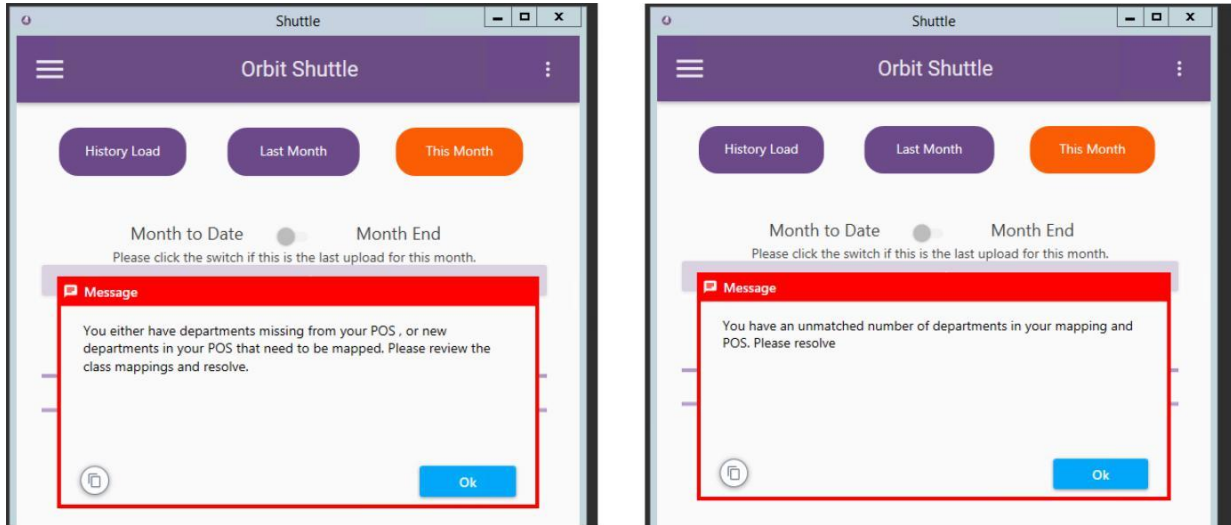 Shuttle
Orbit Shuttle
History Load
Last Month
This Month
Month to Date
Month End
Please click the switch if this is the last upload for this month.
Message
You either have departments missing from your POS , or new
departments in your POS that need to be mapped. Please review the
class mappings and resolve.
Ok
Shuttle
Orbit Shuttle
History Load
Last Month
This Month
Month to Date
Month End
Please click the switch if this is the last upload for this month.
Message
You have an unmatched number of departments in your mapping and
POS. Please resolve
Ok